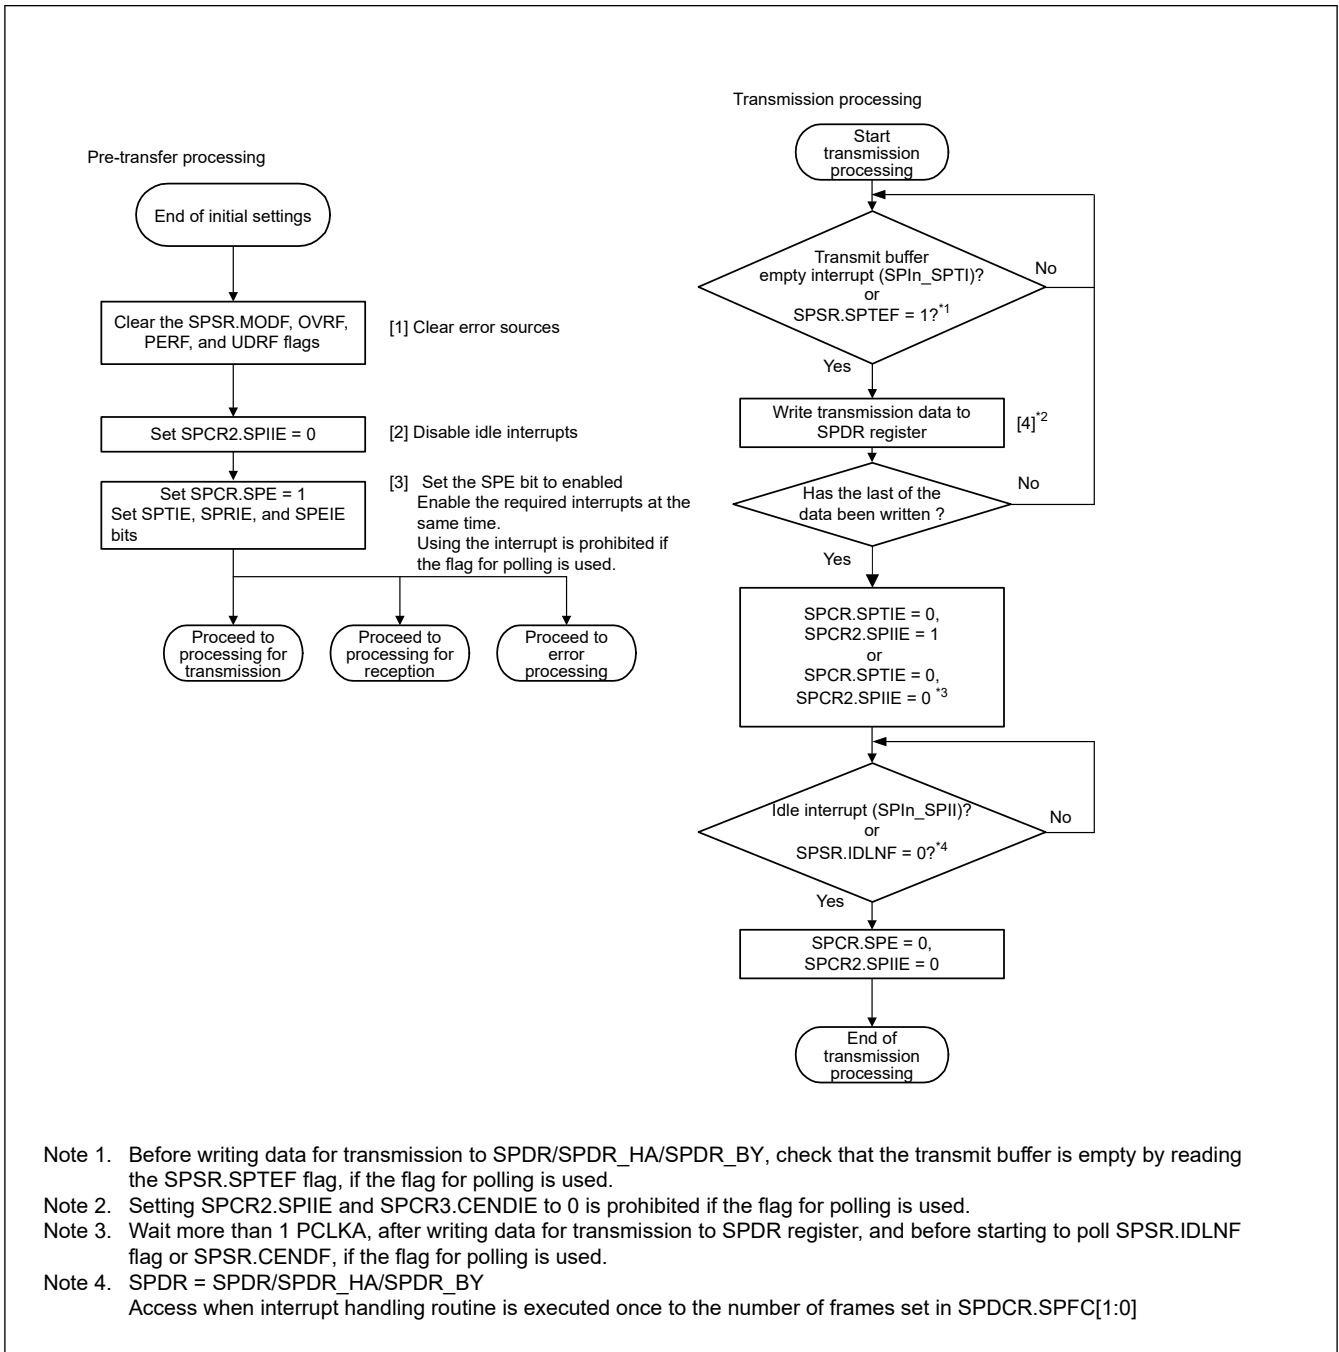 Pre-transfer processing
End of initial settings
Clear the SPSR.MODF, OVRF,
PERF, and UDRF flags
[1] Clear error sources
Set SPCR2.SPIIE = 0
[2] Disable idle interrupts
Set SPCR.SPE = 1
Set SPTIE, SPRIE, and SPEIE
bits
[3] Set the SPE bit to enabled
Enable the required interrupts at the
same time.
Using the interrupt is prohibited if
the flag for polling is used.
Proceed to
processing for
transmission
Proceed to
processing for
reception
Proceed to
error
processing
Transmission processing
Start
transmission
processing
Transmit buffer
empty interrupt (SPIn_SPTI)?
or
SPSR.SPTEF = 1?*1
No
Yes
Write transmission data to
SPDR register
[4]*2
Has the last of the
data been written ?
No
Yes
SPCR.SPTIE = 0,
SPCR2.SPIIE = 1
or
SPCR.SPTIE = 0,
SPCR2.SPIIE = 0 *3
Idle interrupt (SPIn_SPII)?
or
SPSR.IDLNF = 0?*4
No
Yes
SPCR.SPE = 0,
SPCR2.SPIIE = 0
End of
transmission
processing
Note 1. Before writing data for transmission to SPDR/SPDR_HA/SPDR_BY, check that the transmit buffer is empty by reading
the SPSR.SPTEF flag, if the flag for polling is used.
Note 2. Setting SPCR2.SPIIE and SPCR3.CENDIE to 0 is prohibited if the flag for polling is used.
Note 3. Wait more than 1 PCLKA, after writing data for transmission to SPDR register, and before starting to poll SPSR.IDLNF
flag or SPSR.CENDF, if the flag for polling is used.
Note 4. SPDR = SPDR/SPDR_HA/SPDR_BY
Access when interrupt handling routine is executed once to the number of frames set in SPDCR.SPFC[1:0]